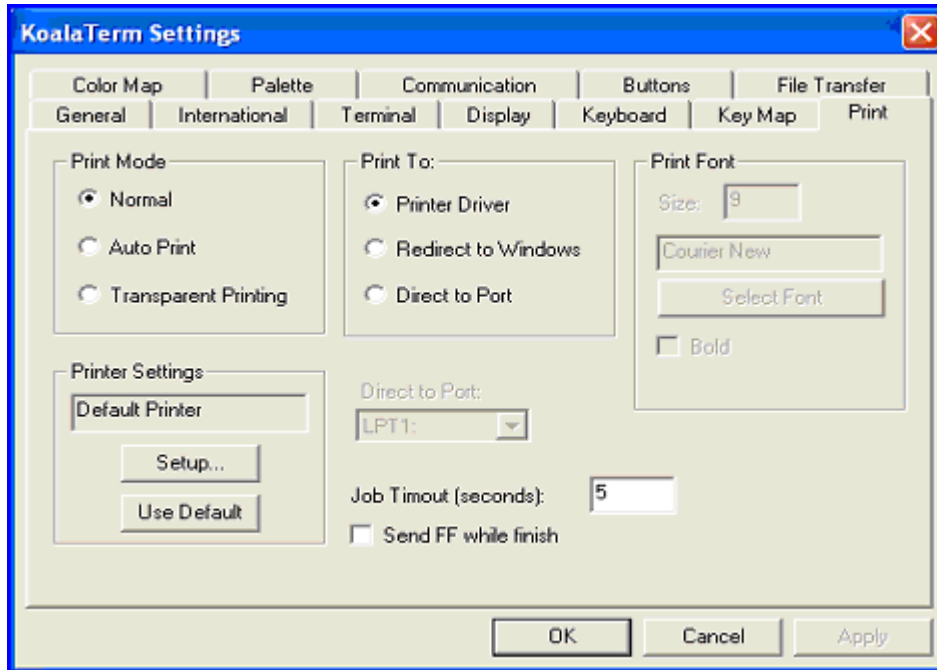 KoalaTerm Settings
Color Map Palette Communication Buttons File Transfer
General International Terminal Display Keyboard Key Map Print
Print Mode
Normal
Auto Print
Transparent Printing
Print To:
Printer Driver
Redirect to Windows
Direct to Port
Print Font
Size: 9
Courier New
Select Font
Bold
Printer Settings
Default Printer
Setup...
Use Default
Direct to Port:
LPT1:
Job Timout (seconds): 5
Send FF while finish
OK Cancel Apply